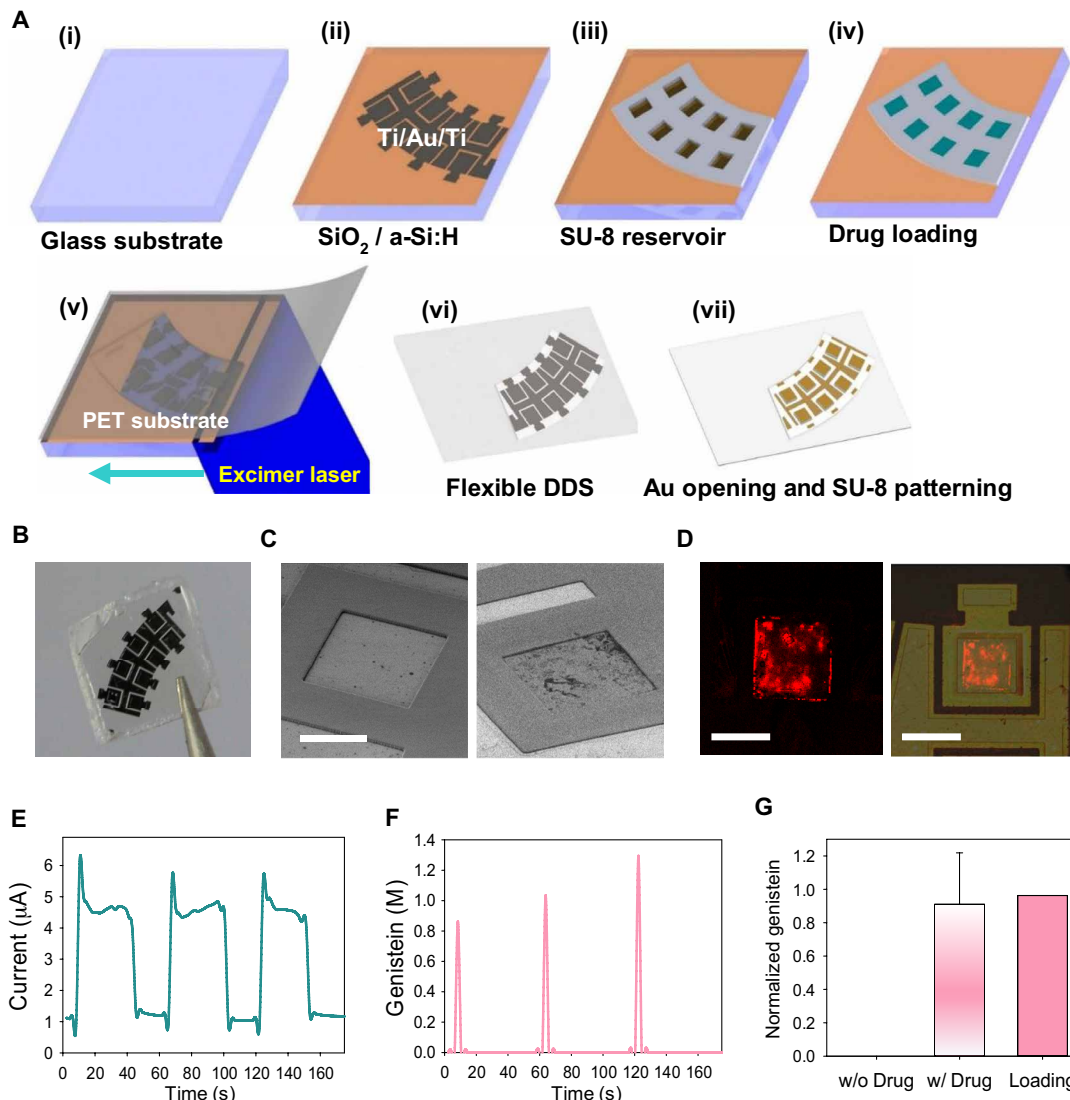 A
(i)
(ii)
(iii)
(iv)
Ti/Au/Ti
Glass substrate
SiO₂ / a-Si:H
SU-8 reservoir
Drug loading
(v)
(vi)
(vii)
PET substrate
Excimer laser
Flexible DDS
Au opening and SU-8 patterning
B
C
D
E
Current (μA)
6
5
4
3
2
1
0
0 20 40 60 80 100 120 140 160
Time (s)
F
Genistein (M)
1.4
1.2
1.0
0.8
0.6
0.4
0.2
0.0
0 20 40 60 80 100 120 140 160
Time (s)
G
Normalized genistein
1.2
1.0
0.8
0.6
0.4
0.2
0.0
w/o Drug w/ Drug Loading